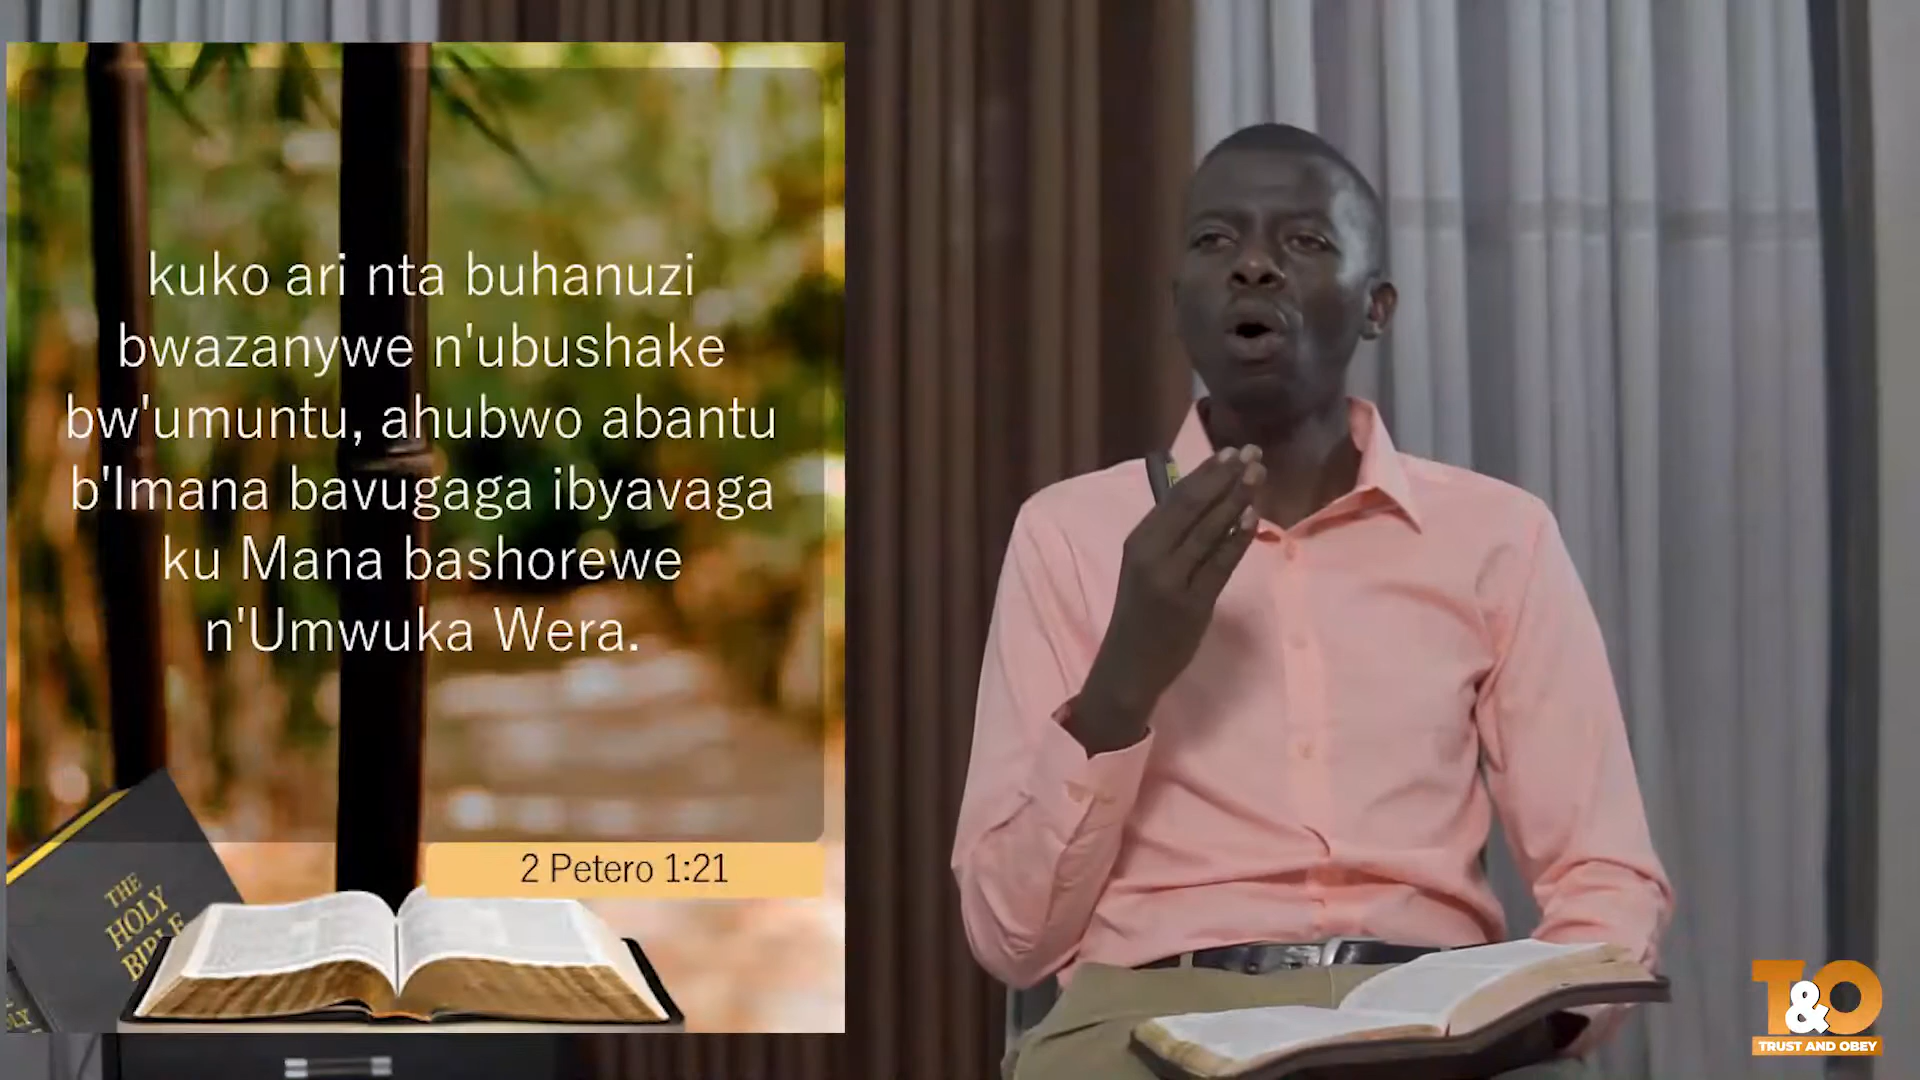 kuko ari nta buhanuzi
bwazanywe n'ubushake
bw'umuntu, ahubwo abantu
b'Imana bavugaga ibyavaga
ku Mana bashorewe
n'Umwuka Wera.
2 Petero 1:21
THE
HOLY
BIBLE
T&O
TRUST AND OBEY